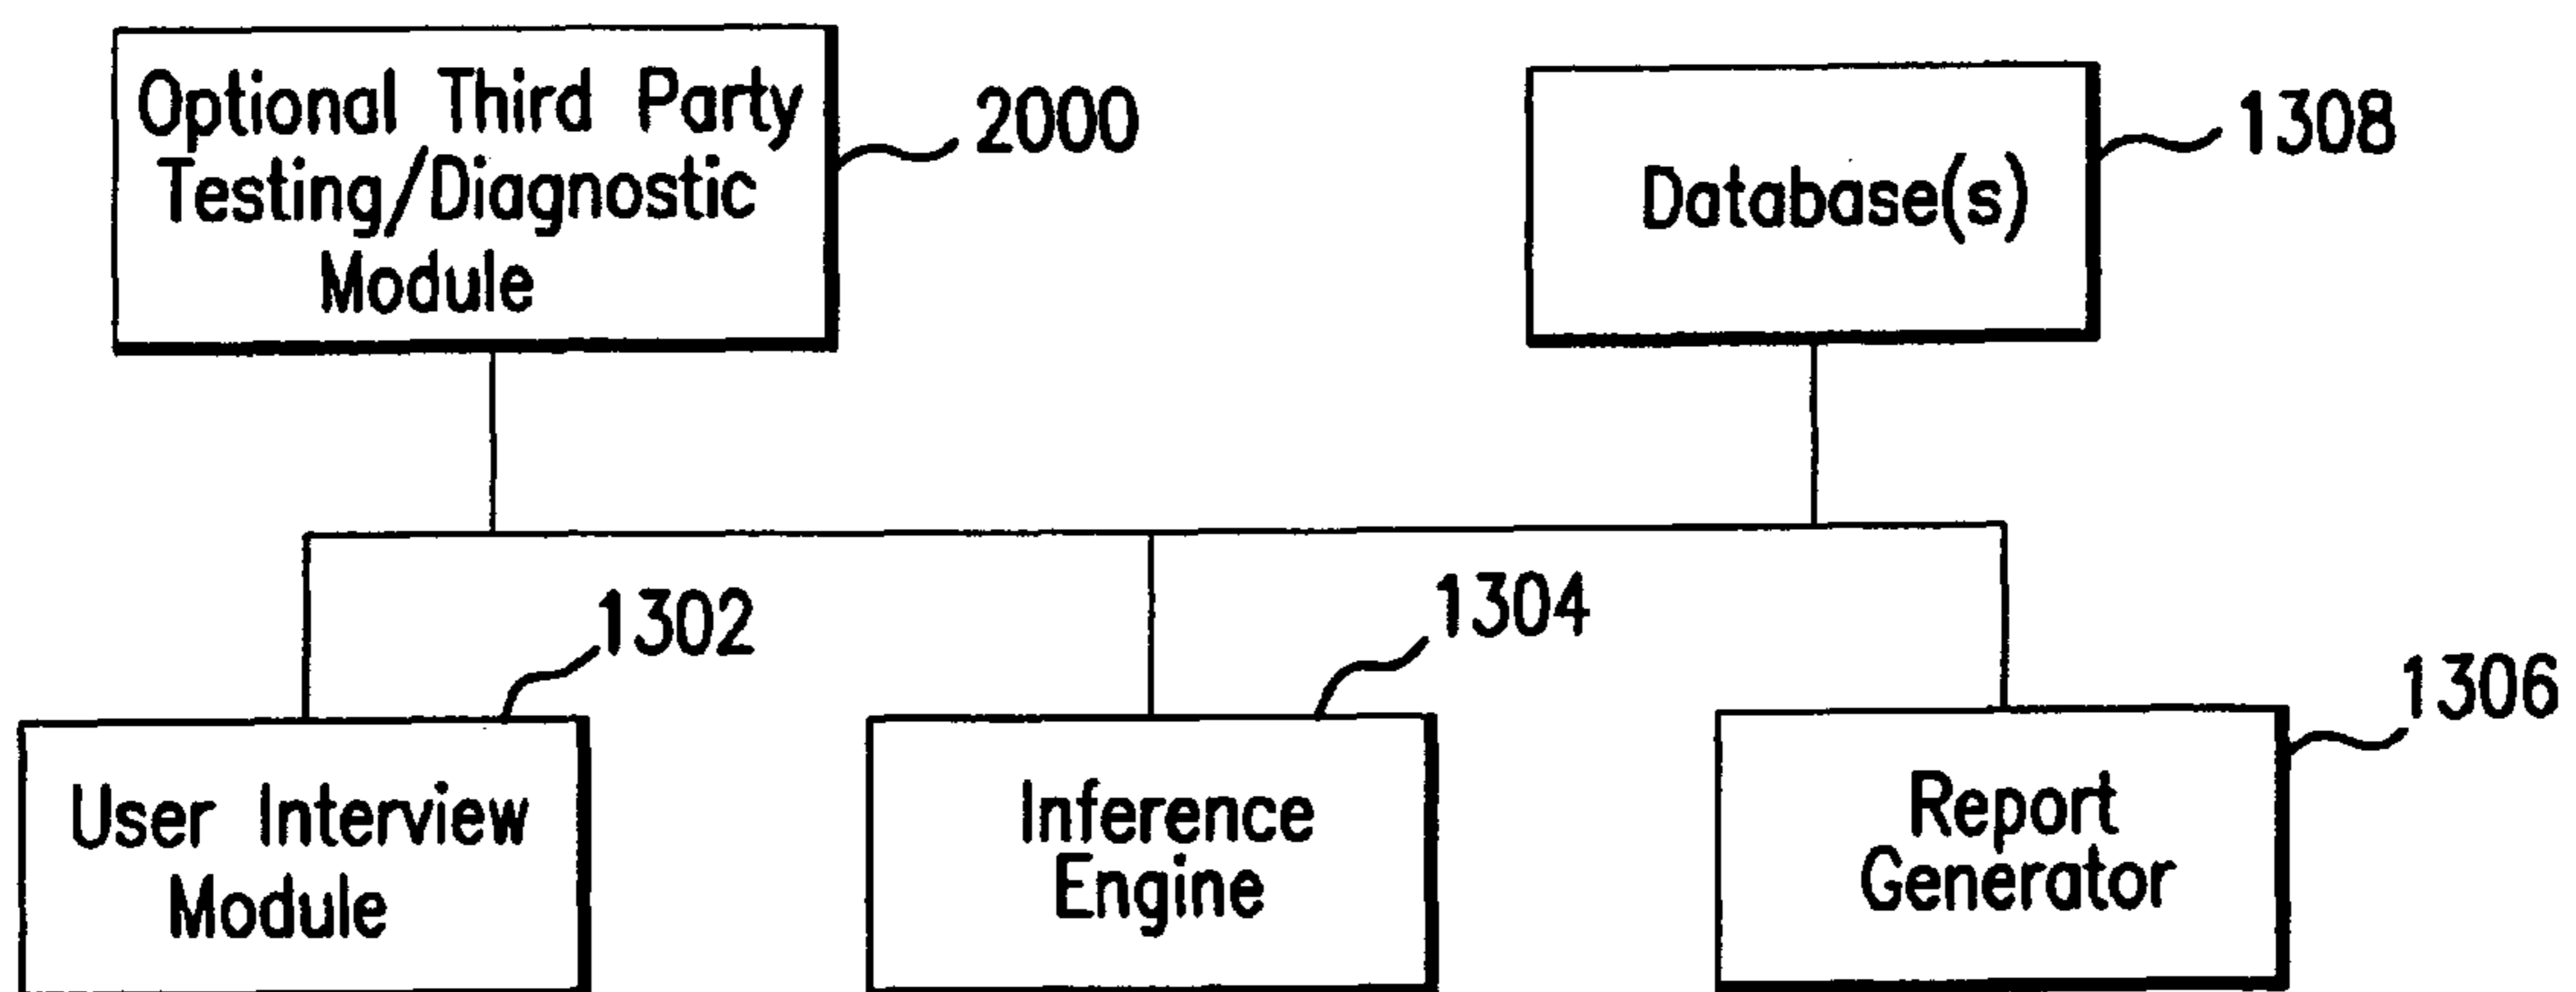 Optional Third Party
Testing/Diagnostic
Module
2000
Database(s)
1308
1302
User Interview
Module
1304
Inference
Engine
1306
Report
Generator